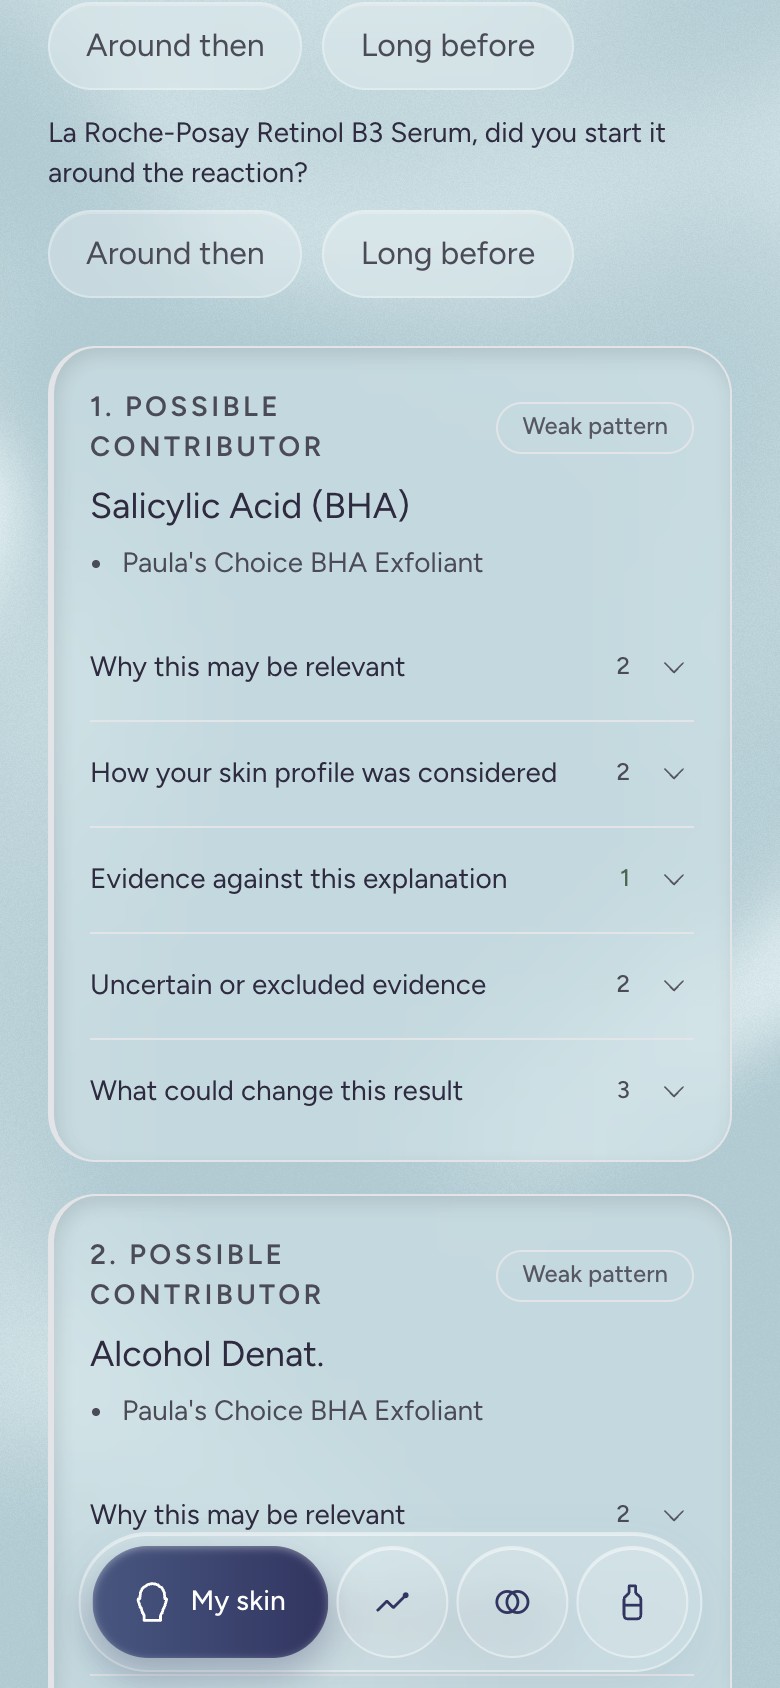 Around then
Long before
La Roche-Posay Retinol B3 Serum, did you start it
around the reaction?
Around then
Long before
1. POSSIBLE
CONTRIBUTOR
Weak pattern
Salicylic Acid (BHA)
• Paula's Choice BHA Exfoliant
Why this may be relevant 2
How your skin profile was considered 2
Evidence against this explanation 1
Uncertain or excluded evidence 2
What could change this result 3
2. POSSIBLE
CONTRIBUTOR
Weak pattern
Alcohol Denat.
• Paula's Choice BHA Exfoliant
Why this may be relevant 2
My skin